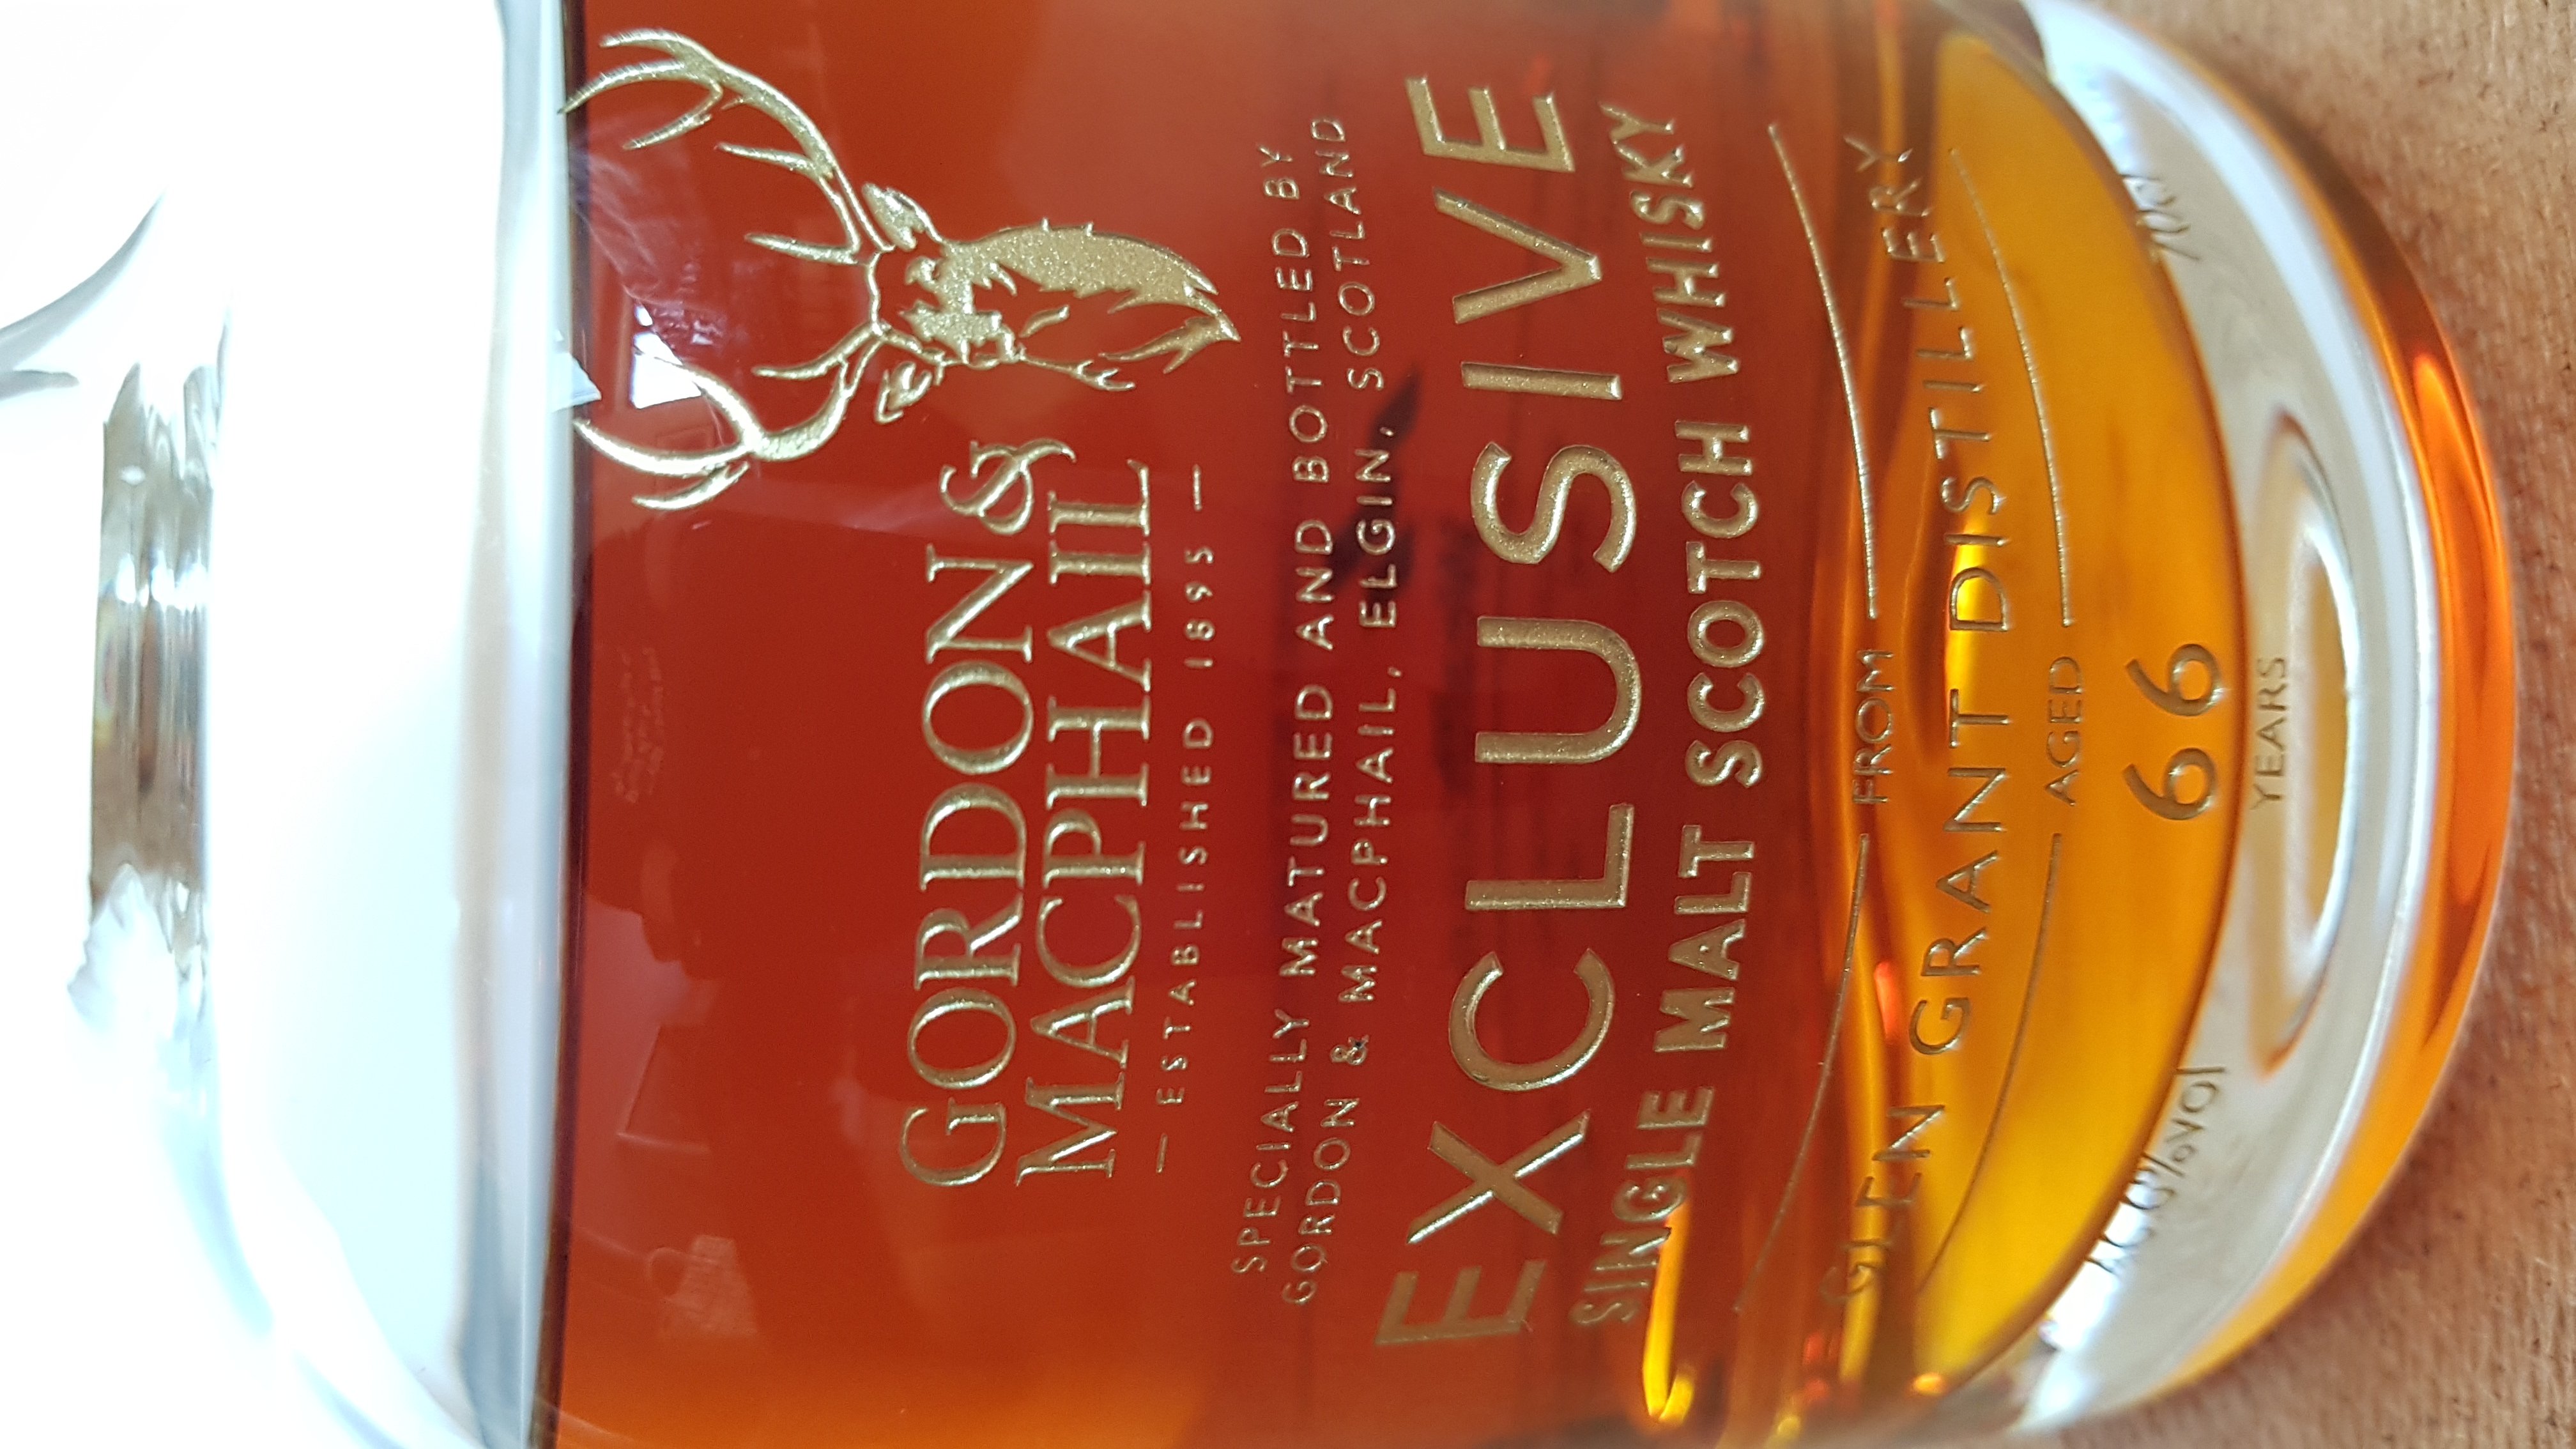 GORDON &
MACPHAIL
— ESTABLISHED 1895 —
SPECIALLY MATURED AND BOTTLED BY
GORDON & MACPHAIL, ELGIN, SCOTLAND
EXCLUSIVE
SINGLE MALT SCOTCH WHISKY
FROM
GLEN GRANT DISTILLERY
AGED
66
YEARS
70cl